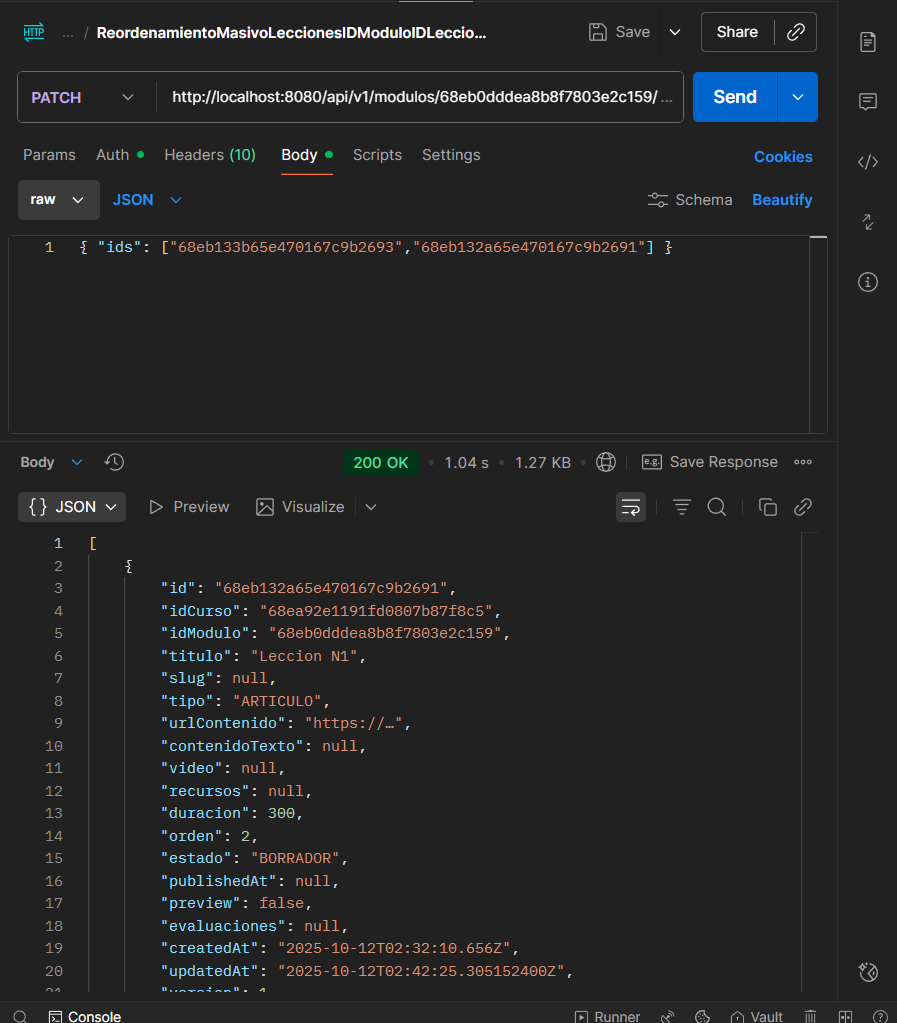 HTTP ... / ReordenamientoMasivoLeccionesIDModuloIDLeccio... Save Share
PATCH http://localhost:8080/api/v1/modulos/68eb0dddea8b8f7803e2c159/ ... Send
Params Auth Headers (10) Body Scripts Settings Cookies
raw JSON Schema Beautify
1 { "ids": ["68eb133b65e470167c9b2693","68eb132a65e470167c9b2691"] }
Body 200 OK • 1.04 s • 1.27 KB • e.g. Save Response
{} JSON Preview Visualize
1 [
2 {
3 "id": "68eb132a65e470167c9b2691",
4 "idCurso": "68ea92e1191fd0807b87f8c5",
5 "idModulo": "68eb0dddea8b8f7803e2c159",
6 "titulo": "Leccion N1",
7 "slug": null,
8 "tipo": "ARTICULO",
9 "urlContenido": "https://…",
10 "contenidoTexto": null,
11 "video": null,
12 "recursos": null,
13 "duracion": 300,
14 "orden": 2,
15 "estado": "BORRADOR",
16 "publishedAt": null,
17 "preview": false,
18 "evaluaciones": null,
19 "createdAt": "2025-10-12T02:32:10.656Z",
20 "updatedAt": "2025-10-12T02:42:25.305152400Z",
21 "version": 1
Console Runner Vault